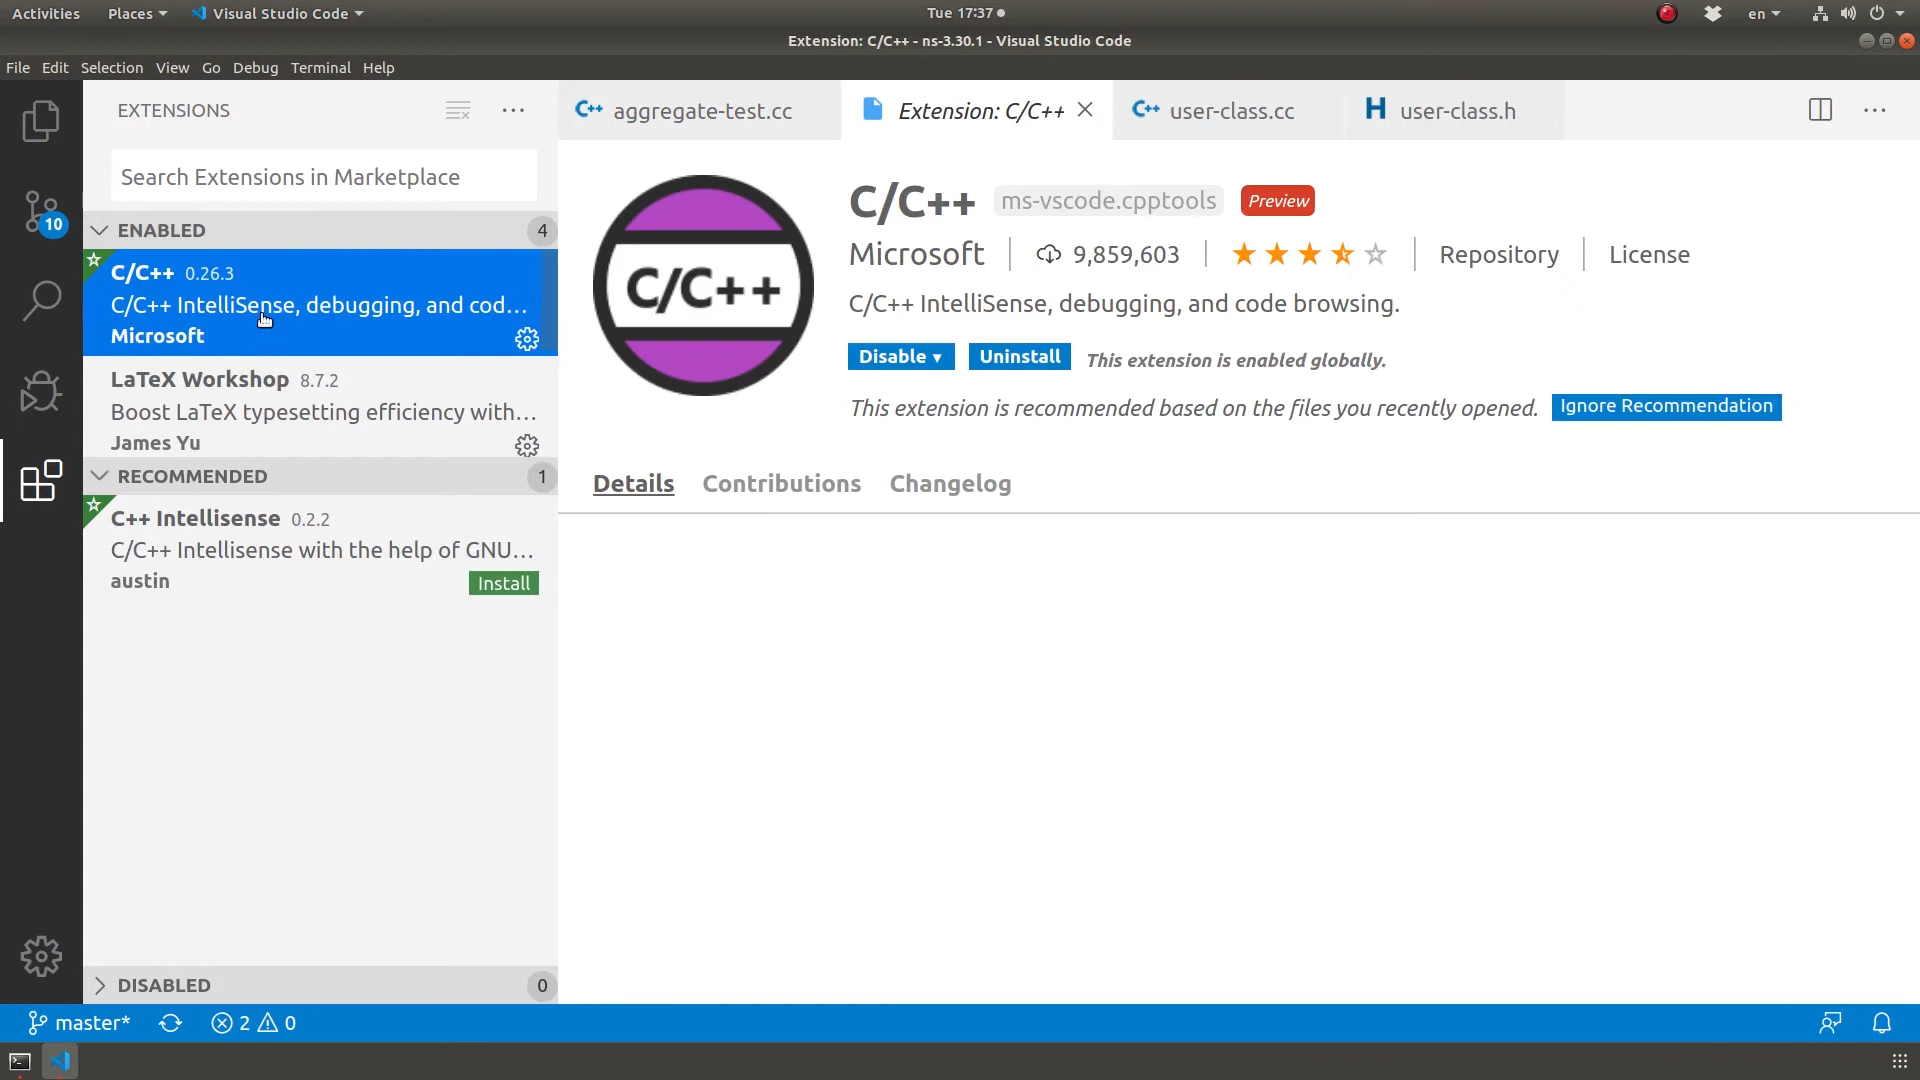 Activities Places Visual Studio Code Tue 17:37 en
Extension: C/C++ - ns-3.30.1 - Visual Studio Code
File Edit Selection View Go Debug Terminal Help
EXTENSIONS
aggregate-test.cc Extension: C/C++ user-class.cc user-class.h
Search Extensions in Marketplace
ENABLED 4
C/C++ 0.26.3
C/C++ IntelliSense, debugging, and cod...
Microsoft
LaTeX Workshop 8.7.2
Boost LaTeX typesetting efficiency with...
James Yu
RECOMMENDED 1
C++ Intellisense 0.2.2
C/C++ Intellisense with the help of GNU...
austin Install
DISABLED 0
C/C++
C/C++ ms-vscode.cpptools Preview
Microsoft 9,859,603 Repository License
C/C++ IntelliSense, debugging, and code browsing.
Disable Uninstall This extension is enabled globally.
This extension is recommended based on the files you recently opened. Ignore Recommendation
Details Contributions Changelog
10
master* 2 0